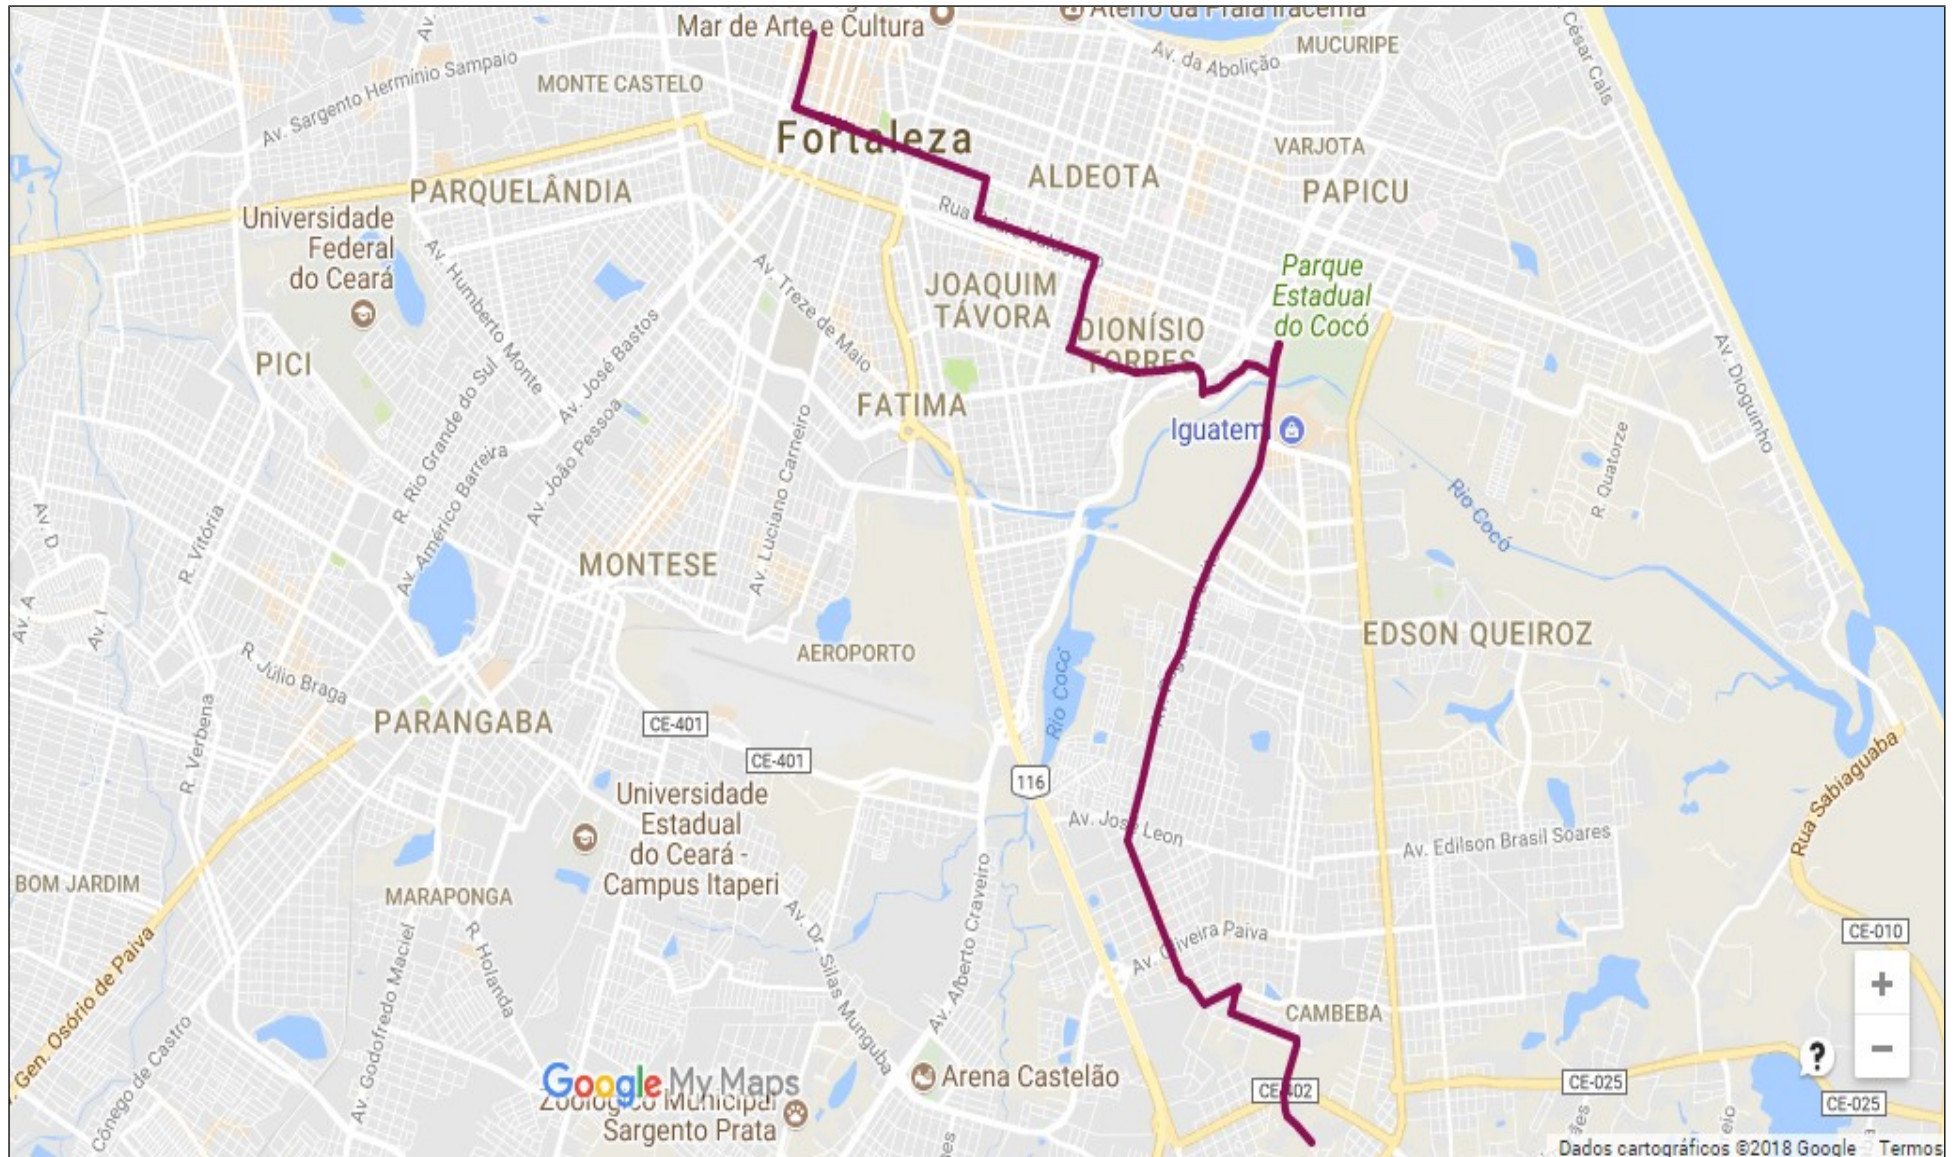 Mar de Arte e Cultura
Aterro da Praia Iracema
Av. da Abolição
MUCURIPE
César Cals
Av.
Av. Sargento Hermínio Sampaio
MONTE CASTELO
Fortaleza
VARJOTA
ALDEOTA
PAPICU
PARQUELÂNDIA
Universidade
Federal
do Ceará
Av. Humberto Monte
Av. Treze de Maio
JOAQUIM
TÁVORA
DIONÍSIO
TORRES
Parque
Estadual
do Cocó
Av. Dioguinho
PICI
Av. José Bastos
FATIMA
Iguatemi
R. Rio Grande do Sul
Av. Américo Barreira
Av. João Pessoa
Av. Luciano Carneiro
R. Quatorze
Rio Cocó
Av. D
R. Vitória
MONTESE
Av. A
Av. I
EDSON QUEIROZ
AEROPORTO
R. Júlio Braga
Rio Cocó
R. Verbena
PARANGABA
CE-401
CE-401
116
Universidade
Estadual
do Ceará -
Campus Itaperi
Av. José Leon
Av. Edilson Brasil Soares
Rua Sabiaguaba
BOM JARDIM
MARAPONGA
Av. Oliveira Paiva
CE-010
Gen. Osório de Paiva
Av. Godofredo Maciel
R. Holanda
Av. Dr. Silas Munguba
Av. Alberto Craveiro
CAMBEBA
+
−
?
Cônego de Castro
Google My Maps
Arena Castelão
CE-402
CE-025
CE-025
Zoológico Municipal
Sargento Prata
Dados cartográficos ©2018 Google Termos